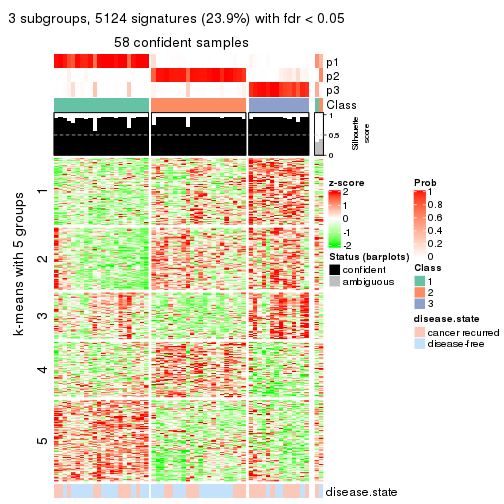 3 subgroups, 5124 signatures (23.9%) with fdr < 0.05
58 confident samples
p1
p2
p3
Class
1
0.5
0
Silhouette
score
k-means with 5 groups
1
2
3
4
5
disease.state
z-score
2
1
0
-1
-2
Status (barplots)
confident
ambiguous
Prob
1
0.8
0.6
0.4
0.2
0
Class
1
2
3
disease.state
cancer recurred
disease-free